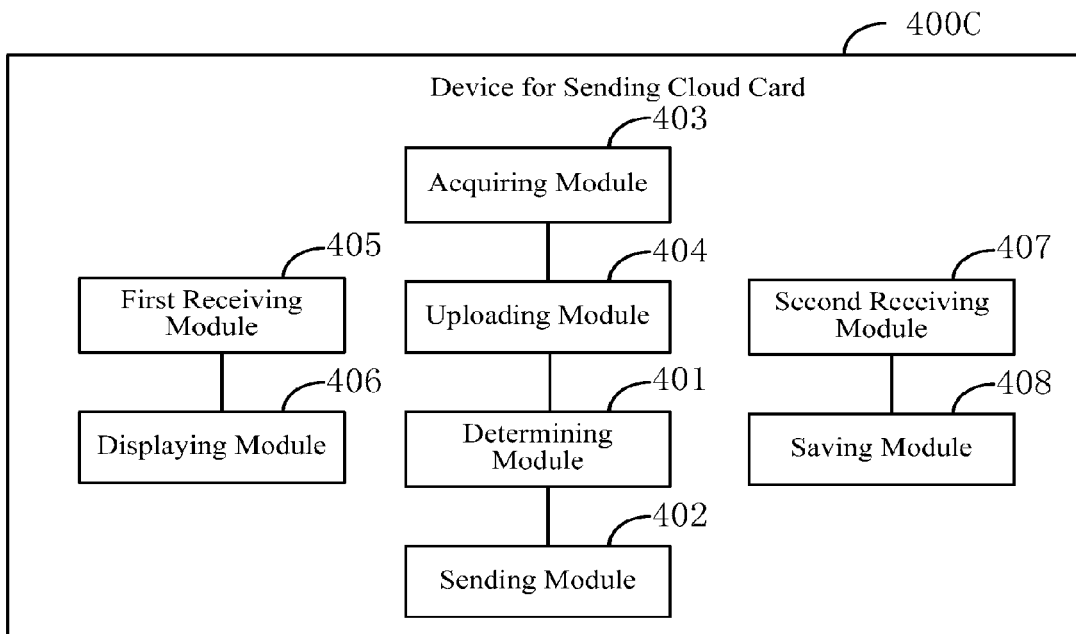 400C
Device for Sending Cloud Card
403
Acquiring Module
405
First Receiving
Module
404
Uploading Module
407
Second Receiving
Module
406
Displaying Module
401
Determining
Module
408
Saving Module
402
Sending Module